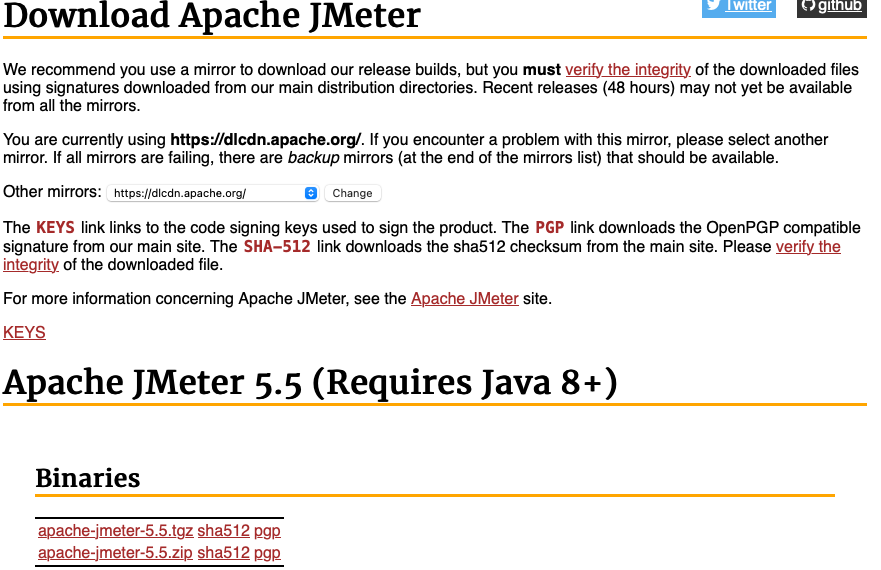 Download Apache JMeter
Twitter
github
We recommend you use a mirror to download our release builds, but you must verify the integrity of the downloaded files
using signatures downloaded from our main distribution directories. Recent releases (48 hours) may not yet be available
from all the mirrors.
You are currently using https://dlcdn.apache.org/. If you encounter a problem with this mirror, please select another
mirror. If all mirrors are failing, there are backup mirrors (at the end of the mirrors list) that should be available.
Other mirrors: https://dlcdn.apache.org/ Change
The KEYS link links to the code signing keys used to sign the product. The PGP link downloads the OpenPGP compatible
signature from our main site. The SHA-512 link downloads the sha512 checksum from the main site. Please verify the
integrity of the downloaded file.
For more information concerning Apache JMeter, see the Apache JMeter site.
KEYS
Apache JMeter 5.5 (Requires Java 8+)
Binaries
apache-jmeter-5.5.tgz sha512 pgp
apache-jmeter-5.5.zip sha512 pgp